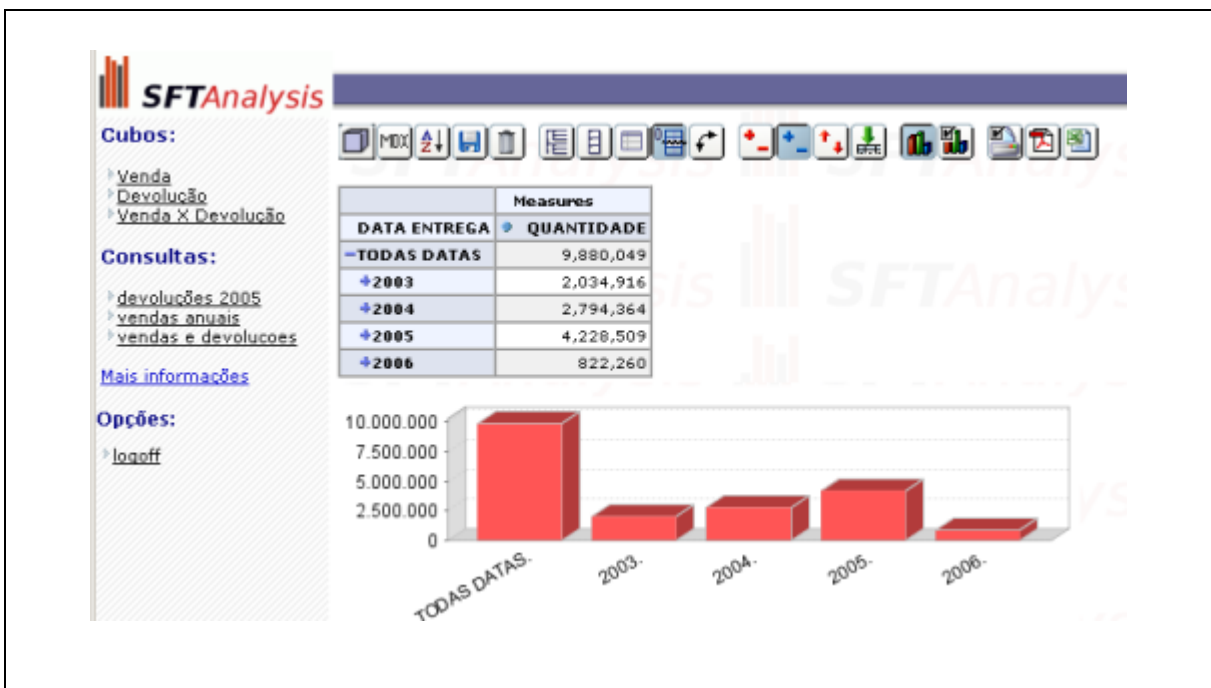 SFTAnalysis
Cubos:
Venda
Devolução
Venda X Devolução
Consultas:
devoluções 2005
vendas anuais
vendas e devolucoes
Mais informações
Opções:
logoff
MDX
Measures
DATA ENTREGA QUANTIDADE
TODAS DATAS 9,880,049
2003 2,034,916
2004 2,794,364
2005 4,228,509
2006 822,260
10.000.000
7.500.000
5.000.000
2.500.000
0
TODAS DATAS. 2003. 2004. 2005. 2006.